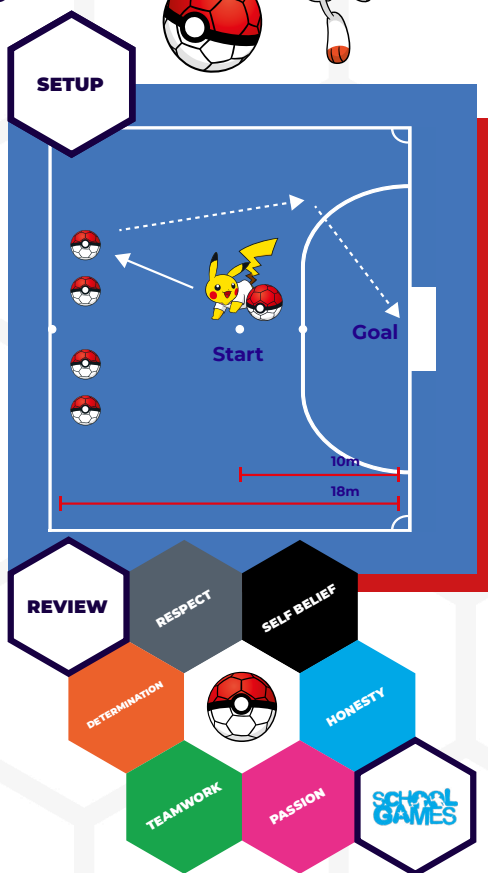 SETUP
Start
Goal
10m
18m
REVIEW
RESPECT
SELF BELIEF
DETERMINATION
HONESTY
TEAMWORK
PASSION
SCHOOL
GAMES